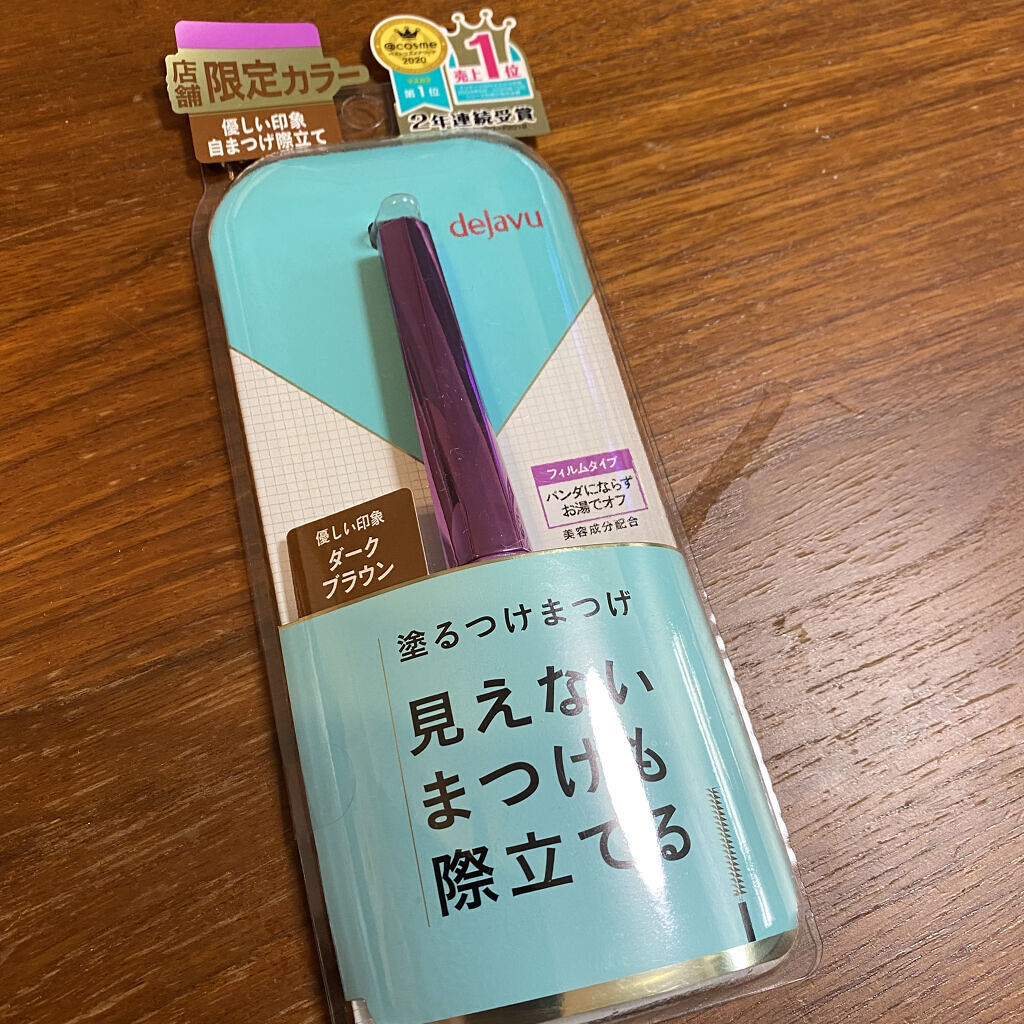 店舗
限定カラー
優しい印象
自まつげ際立て
@cosme
2020
第1位
1
売上
位
2年連続受賞
dejavu
フィルムタイプ
パンダにならず
お湯でオフ
美容成分配合
優しい印象
ダーク
ブラウン
塗るつけまつげ
見えない
まつげも
際立てる